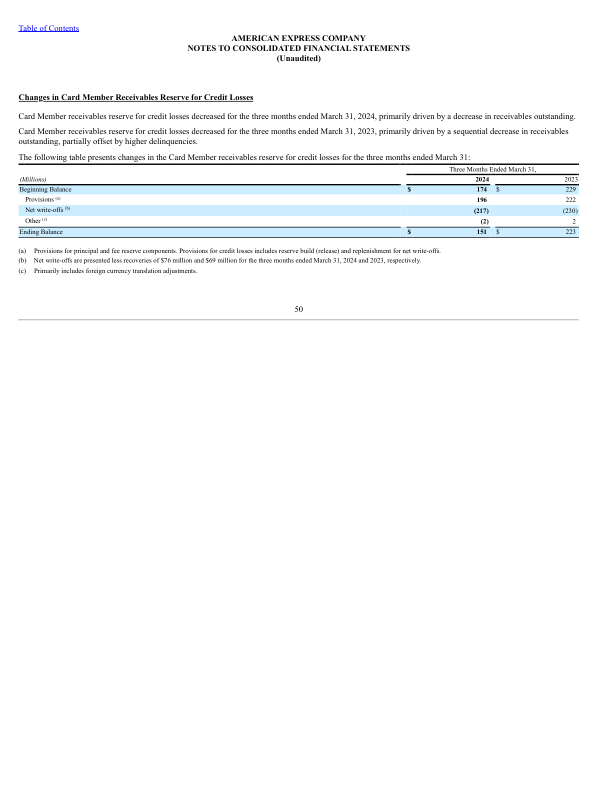 Table of Contents
AMERICAN EXPRESS COMPANY
NOTES TO CONSOLIDATED FINANCIAL STATEMENTS
(Unaudited)
Changes in Card Member Receivables Reserve for Credit Losses
Card Member receivables reserve for credit losses decreased for the three months ended March 31, 2024, primarily driven by a decrease in receivables outstanding.
Card Member receivables reserve for credit losses decreased for the three months ended March 31, 2023, primarily driven by a sequential decrease in receivables
outstanding, partially offset by higher delinquencies.
The following table presents changes in the Card Member receivables reserve for credit losses for the three months ended March 31:
Three Months Ended March 31,
(Millions) 2024 2023
Beginning Balance $ 174 $ 229
Provisions (a) 196 222
Net write-offs (b) (217) (230)
Other (c) (2) 2
Ending Balance $ 151 $ 223
(a) Provisions for principal and fee reserve components. Provisions for credit losses includes reserve build (release) and replenishment for net write-offs.
(b) Net write-offs are presented less recoveries of $76 million and $69 million for the three months ended March 31, 2024 and 2023, respectively.
(c) Primarily includes foreign currency translation adjustments.
50